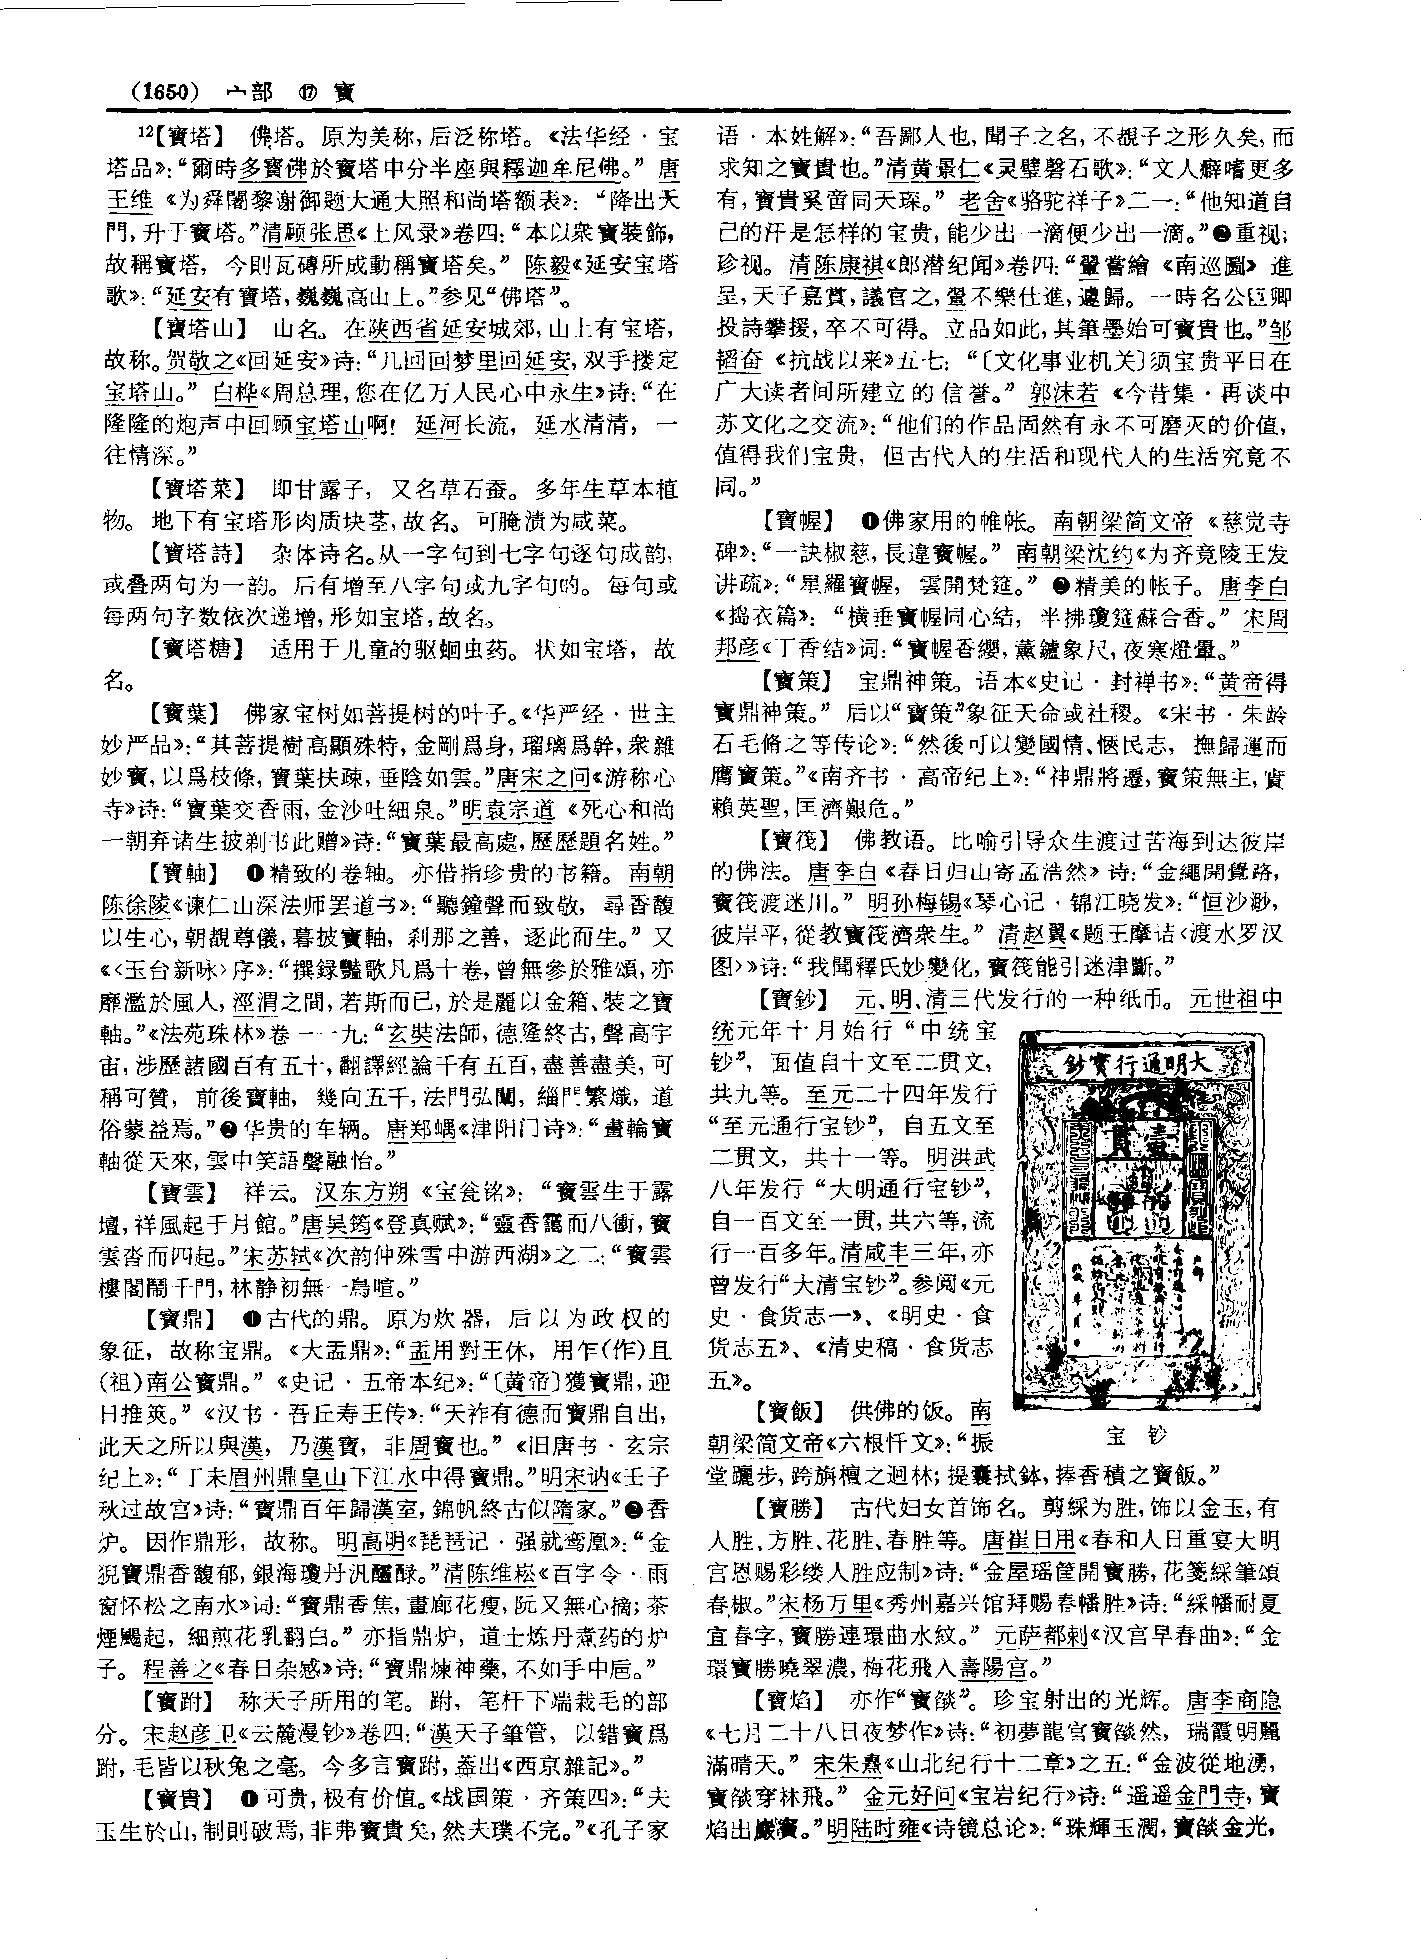 （1650） 宀部 ⑰ 寶
12【寶塔】 佛塔。原为美称，后泛称塔。《法华经·宝
塔品》：“爾時多寶佛於寶塔中分半座與釋迦牟尼佛。” 唐
王维《为舜闍黎谢御题大通大照和尚塔额表》：“降出天
門，升于寶塔。”清顾张思《土风录》卷四：“本以衆寶裝飾，
故稱寶塔，今則瓦磚所成動稱寶塔矣。” 陈毅《延安宝塔
歌》：“延安有寶塔，巍巍高山上。”参见“佛塔”。
【寶塔山】 山名。在陕西省延安城郊，山上有宝塔，
故称。贺敬之《回延安》诗：“几回回梦里回延安，双手搂定
宝塔山。” 白桦《周总理，您在亿万人民心中永生》诗：“在
隆隆的炮声中回顾宝塔山啊！延河长流，延水清清，一
往情深。”
【寶塔菜】 即甘露子，又名草石蚕。多年生草本植
物。地下有宝塔形肉质块茎，故名。可腌渍为咸菜。
【寶塔詩】 杂体诗名。从一字句到七字句逐句成韵，
或叠两句为一韵。后有增至八字句或九字句的。每句或
每两句字数依次递增，形如宝塔，故名。
【寶塔糖】 适用于儿童的驱蛔虫药。状如宝塔，故
名。
【寶葉】 佛家宝树如菩提树的叶子。《华严经·世主
妙严品》：“其菩提樹高顯殊特，金剛爲身，瑠璃爲幹，衆雜
妙寶，以爲枝條，寶葉扶疎，垂陰如雲。”唐宋之问《游称心
寺》诗：“寶葉交香雨，金沙吐細泉。”明袁宗道《死心和尚
一朝弃诸生披剃书此赠》诗：“寶葉最高處，歷歷題名姓。”
【寶軸】 ❶精致的卷轴。亦借指珍贵的书籍。南朝
陈徐陵《谏仁山深法师罢道书》：“聽鐘聲而致敬，尋香馥
以生心，朝覩尊儀，暮披寶軸，刹那之善，逐此而生。” 又
《〈玉台新咏〉序》：“撰録豔歌凡爲十卷，曾無參於雅頌，亦
靡濫於風人，涇渭之間，若斯而已，於是麗以金箱、裝之寶
軸。”《法苑珠林》卷一一九：“玄奘法師，德隆終古，聲高宇
宙，涉歷諸國百有五十，翻譯經論千有五百，盡善盡美，可
稱可贊，前後寶軸，幾向五千，法門弘闡，緇門繁熾，道
俗蒙益焉。”❷华贵的车辆。唐郑嵎《津阳门诗》：“畫輪寶
軸從天來，雲中笑語聲融怡。”
【寶雲】 祥云。汉东方朔《宝瓮铭》：“寶雲生于露
壇，祥風起于月館。”唐吴筠《登真赋》：“靈香靄而八衝，寶
雲沓而四起。”宋苏轼《次韵仲殊雪中游西湖》之二：“寶雲
樓閣鬧千門，林静初無一鳥喧。”
【寶鼎】 ❶古代的鼎。原为炊器，后以为政权的
象征，故称宝鼎。《大盂鼎》：“盂用對王休，用乍（作）且
（祖）南公寶鼎。”《史记·五帝本纪》：“〔黄帝〕獲寶鼎，迎
日推筴。”《汉书·吾丘寿王传》：“天祚有德而寶鼎自出，
此天之所以與漢，乃漢寶，非周寶也。”《旧唐书·玄宗
纪上》：“丁未眉州鼎皇山下江水中得寶鼎。”明宋讷《壬子
秋过故宫》诗：“寶鼎百年歸漢室，錦帆終古似隋家。”❷香
炉。因作鼎形，故称。明高明《琵琶记·强就鸾凰》：“金
猊寶鼎香馥郁，銀海瓊舟汎醽醁。”清陈维崧《百字令·雨
窗怀松之南水》词：“寶鼎香焦，畫廊花瘦，阮又無心摘；茶
煙颺起，細煎花乳翻白。”亦指鼎炉，道士炼丹煮药的炉
子。程善之《春日杂感》诗：“寶鼎煉神藥，不如手中卮。”
【寶跗】 称天子所用的笔。跗，笔杆下端栽毛的部
分。宋赵彦卫《云麓漫钞》卷四：“漢天子筆管，以錯寶爲
跗，毛皆以秋兔之毫。今多言寶跗，蓋出《西京雜記》。”
【寶貴】 ❶可贵，极有价值。《战国策·齐策四》：“夫
玉生於山，制則破焉，非弗寶貴矣，然夫璞不完。”《孔子家
语·本姓解》：“吾鄙人也，聞子之名，不覩子之形久矣，而
求知之寶貴也。”清黄景仁《灵璧磬石歌》：“文人癖嗜更多
有，寶貴奚啻同天琛。” 老舍《骆驼祥子》二一：“他知道自
己的汗是怎样的宝贵，能少出一滴便少出一滴。”❷重视；
珍视。清陈康祺《郎潜纪闻》卷四：“翬嘗繪《南巡圖》進
呈，天子嘉賞，議官之，翬不樂仕進，遽歸。一時名公巨卿
投詩攀援，卒不可得。立品如此，其筆墨始可寶貴也。”邹
韬奋《抗战以来》五七：“〔文化事业机关〕须宝贵平日在
广大读者间所建立的信誉。” 郭沫若《今昔集·再谈中
苏文化之交流》：“他们的作品固然有永不可磨灭的价值，
值得我们宝贵，但古代人的生活和现代人的生活究竟不
同。”
【寶幄】 ❶佛家用的帷帐。南朝梁简文帝《慈觉寺
碑》：“一訣椒慈，長違寶幄。” 南朝梁沈约《为齐竟陵王发
讲疏》：“星羅寶幄，雲開梵筵。” ❷精美的帐子。唐李白
《捣衣篇》：“横垂寶幄同心結，半拂瓊筵蘇合香。” 宋周
邦彦《丁香结》词：“寶幄香纓，薰鑪象尺，夜寒燈暈。”
【寶策】 宝鼎神策。语本《史记·封禅书》：“黄帝得
寶鼎神策。” 后以“寶策”象征天命或社稷。《宋书·朱龄
石毛脩之等传论》：“然後可以變國情、愜民志，撫歸運而
膺寶策。”《南齐书·高帝纪上》：“神鼎將遷，寶策無主，寔
賴英聖，匡濟艱危。”
【寶筏】 佛教语。比喻引导众生渡过苦海到达彼岸
的佛法。唐李白《春日归山寄孟浩然》诗：“金繩開覺路，
寶筏渡迷川。” 明孙梅锡《琴心记·锦江晓发》：“恒沙渺，
彼岸平，從教寶筏濟衆生。” 清赵翼《题王摩诘〈渡水罗汉
图〉》诗：“我聞釋氏妙變化，寶筏能引迷津斷。”
【寶鈔】 元、明、清三代发行的一种纸币。元世祖中
统元年十月始行“中统宝
钞”，面值自十文至二贯文，
共九等。至元二十四年发行
“至元通行宝钞”，自五文至
二贯文，共十一等。明洪武
八年发行“大明通行宝钞”，
自一百文至一贯，共六等，流
行一百多年。清咸丰三年，亦
曾发行“大清宝钞”。参阅《元
史·食货志一》、《明史·食
货志五》、《清史稿·食货志
五》。
大明通行寶鈔
壹貫
宝 钞
【寶飯】 供佛的饭。南
朝梁简文帝《六根忏文》：“振
堂躧步，跨旃檀之迥林；提囊拭鉢，捧香積之寶飯。”
【寶勝】 古代妇女首饰名。剪綵为胜，饰以金玉，有
人胜、方胜、花胜、春胜等。唐崔日用《春和人日重宴大明
宫恩赐彩缕人胜应制》诗：“金屋瑶筐開寶勝，花箋綵筆頌
春椒。”宋杨万里《秀州嘉兴馆拜赐春幡胜》诗：“綵幡耐夏
宜春字，寶勝連環曲水紋。” 元萨都剌《汉宫早春曲》：“金
環寶勝曉翠濃，梅花飛入壽陽宫。”
【寶焰】 亦作“寶燄”。珍宝射出的光辉。唐李商隐
《七月二十八日夜梦作》诗：“初夢龍宫寶燄然，瑞霞明麗
滿晴天。” 宋朱熹《山北纪行十二章》之五：“金波從地湧，
寶燄穿林飛。” 金元好问《宝岩纪行》诗：“遥遥金門寺，寶
焰出巖竇。”明陆时雍《诗镜总论》：“珠輝玉潤，寶燄金光，